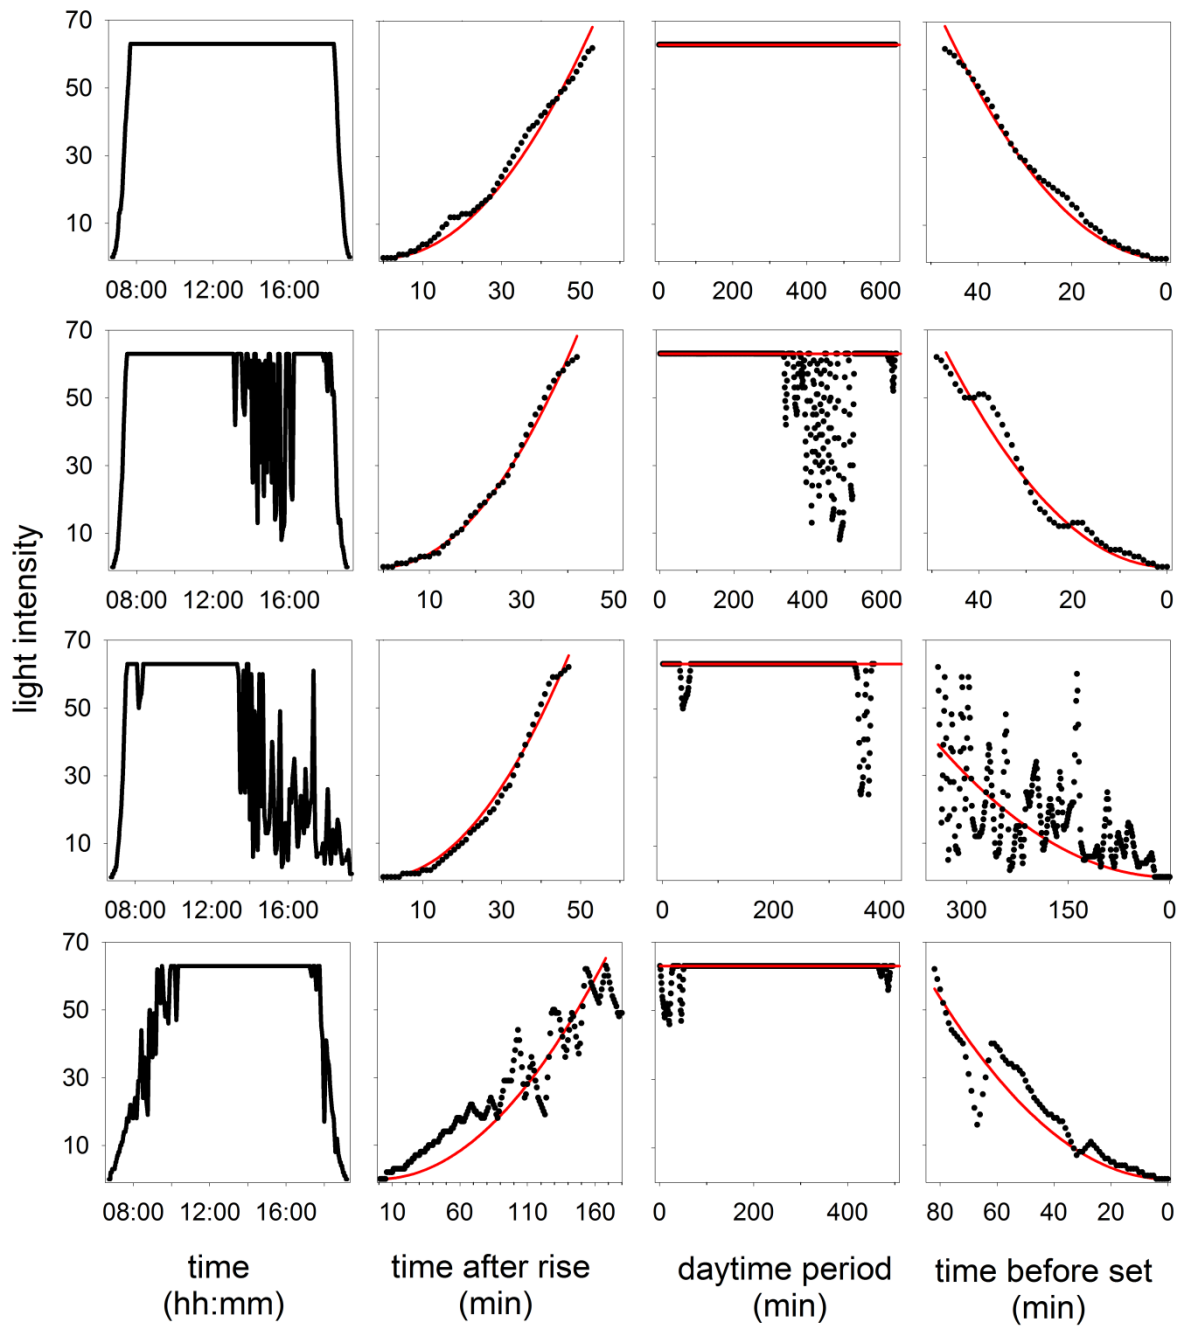 light intensity
70
50
30
10
08:00 12:00 16:00
10 30 50
0 200 400 600
40 20 0
70
50
30
10
08:00 12:00 16:00
10 30 50
0 200 400 600
40 20 0
70
50
30
10
08:00 12:00 16:00
10 30 50
0 200 400
300 150 0
70
50
30
10
08:00 12:00 16:00
10 60 110 160
0 200 400
80 60 40 20 0
time
(hh:mm)
time after rise
(min)
daytime period
(min)
time before set
(min)